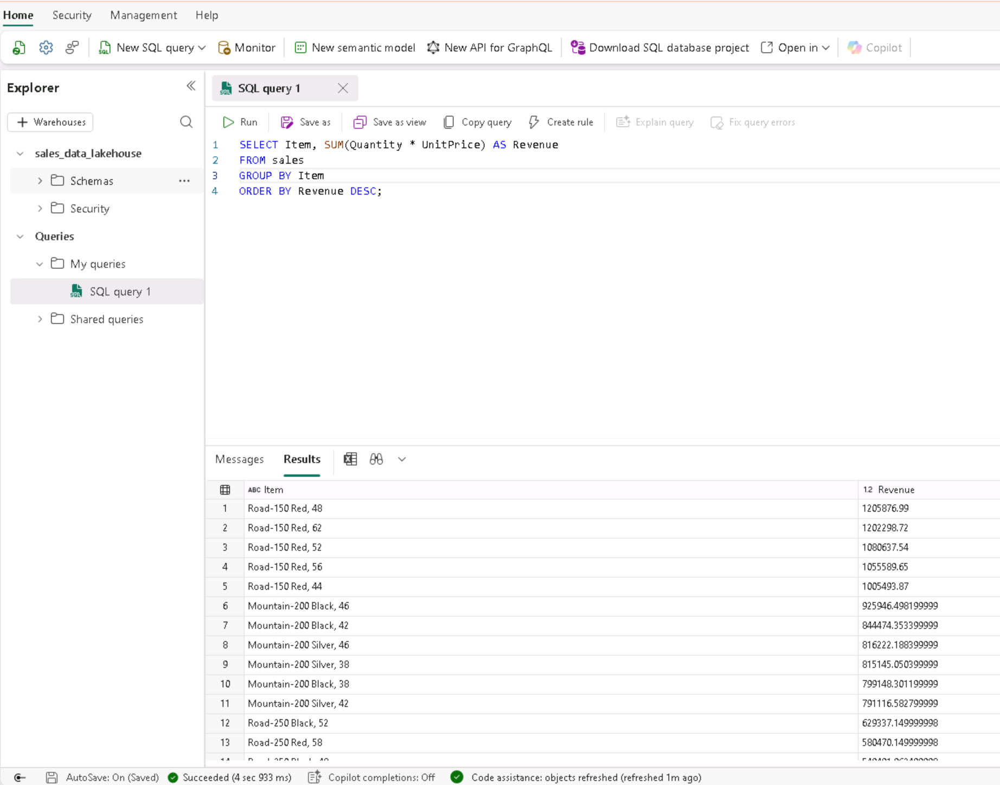 Home Security Management Help
New SQL query Monitor New semantic model New API for GraphQL Download SQL database project Open in Copilot
Explorer
SQL query 1
+ Warehouses
Run Save as Save as view Copy query Create rule Explain query Fix query errors
sales_data_lakehouse
Schemas ...
Security
Queries
My queries
SQL query 1
Shared queries
1 SELECT Item, SUM(Quantity * UnitPrice) AS Revenue
2 FROM sales
3 GROUP BY Item
4 ORDER BY Revenue DESC;
Messages Results
ABC Item 1.2 Revenue
1 Road-150 Red, 48 1205876.99
2 Road-150 Red, 62 1202298.72
3 Road-150 Red, 52 1080637.54
4 Road-150 Red, 56 1055589.65
5 Road-150 Red, 44 1005493.87
6 Mountain-200 Black, 46 925946.498199999
7 Mountain-200 Black, 42 844474.353399999
8 Mountain-200 Silver, 46 816222.188399999
9 Mountain-200 Silver, 38 815145.050399999
10 Mountain-200 Black, 38 799148.301199999
11 Mountain-200 Silver, 42 791116.582799999
12 Road-250 Black, 52 629337.149999998
13 Road-250 Red, 58 580470.149999998
AutoSave: On (Saved) Succeeded (4 sec 933 ms) Copilot completions: Off Code assistance: objects refreshed (refreshed 1m ago)